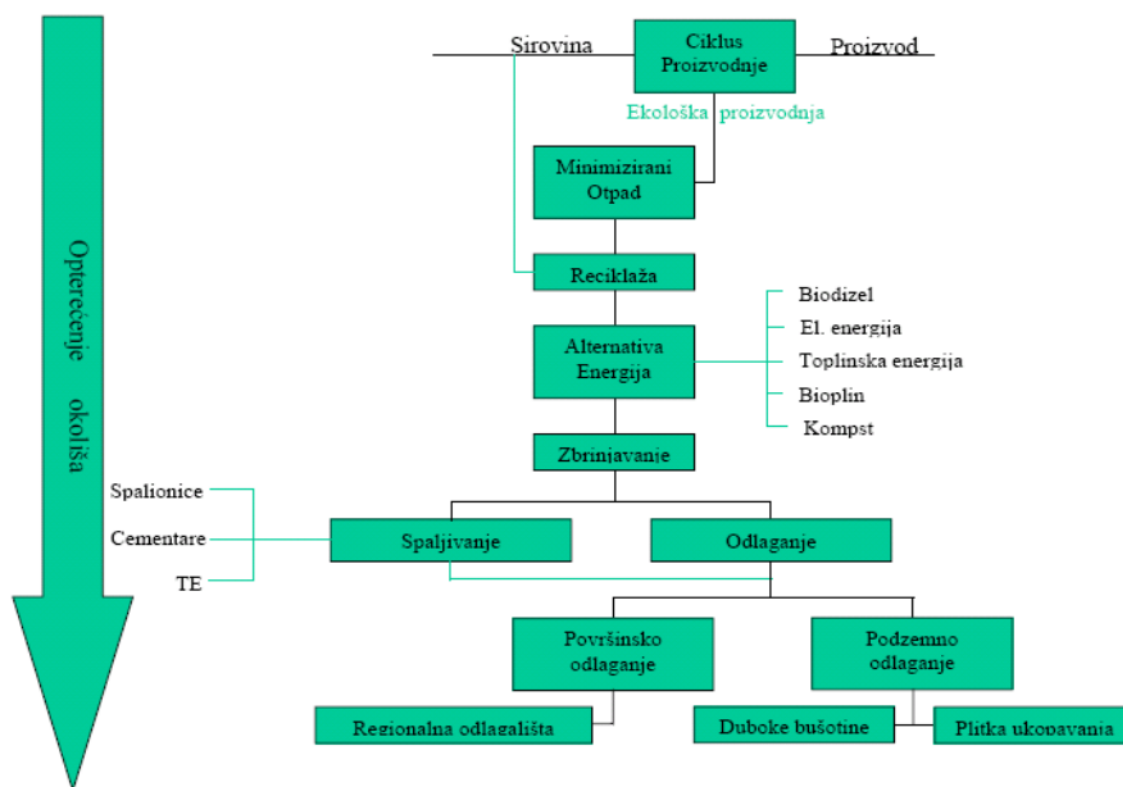 Sirovina
Ciklus
Proizvodnje
Proizvod
Ekološka proizvodnja
Minimizirani
Otpad
Reciklaža
Alternativa
Energija
Biodizel
El. energija
Toplinska energija
Bioplin
Kompst
Zbrinjavanje
Spalionice
Cementare
TE
Spaljivanje
Odlaganje
Površinsko
odlaganje
Podzemno
odlaganje
Regionalna odlagališta
Duboke bušotine
Plitka ukopavanja
Opterećenje okoliša